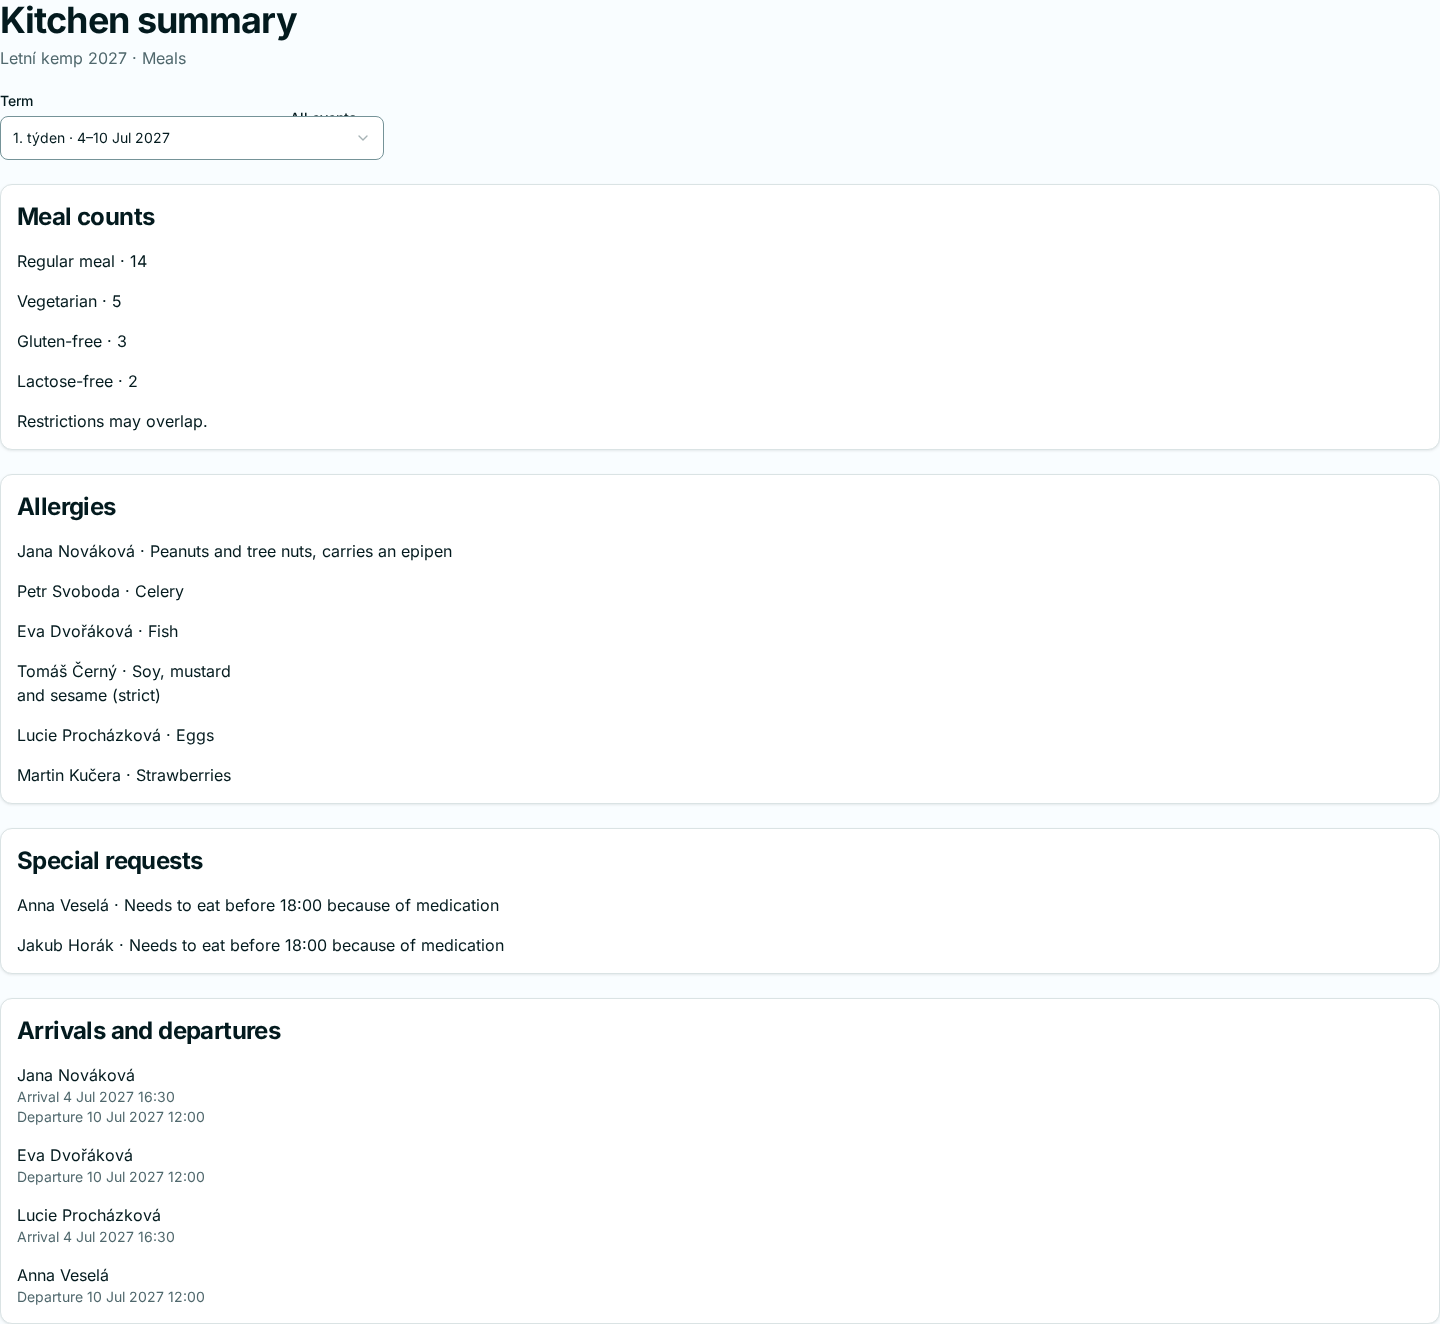 Kitchen summary
Letní kemp 2027 · Meals
Term
1. týden · 4–10 Jul 2027
Meal counts
Regular meal · 14
Vegetarian · 5
Gluten-free · 3
Lactose-free · 2
Restrictions may overlap.
Allergies
Jana Nováková · Peanuts and tree nuts, carries an epipen
Petr Svoboda · Celery
Eva Dvořáková · Fish
Tomáš Černý · Soy, mustard
and sesame (strict)
Lucie Procházková · Eggs
Martin Kučera · Strawberries
Special requests
Anna Veselá · Needs to eat before 18:00 because of medication
Jakub Horák · Needs to eat before 18:00 because of medication
Arrivals and departures
Jana Nováková
Arrival 4 Jul 2027 16:30
Departure 10 Jul 2027 12:00
Eva Dvořáková
Departure 10 Jul 2027 12:00
Lucie Procházková
Arrival 4 Jul 2027 16:30
Anna Veselá
Departure 10 Jul 2027 12:00